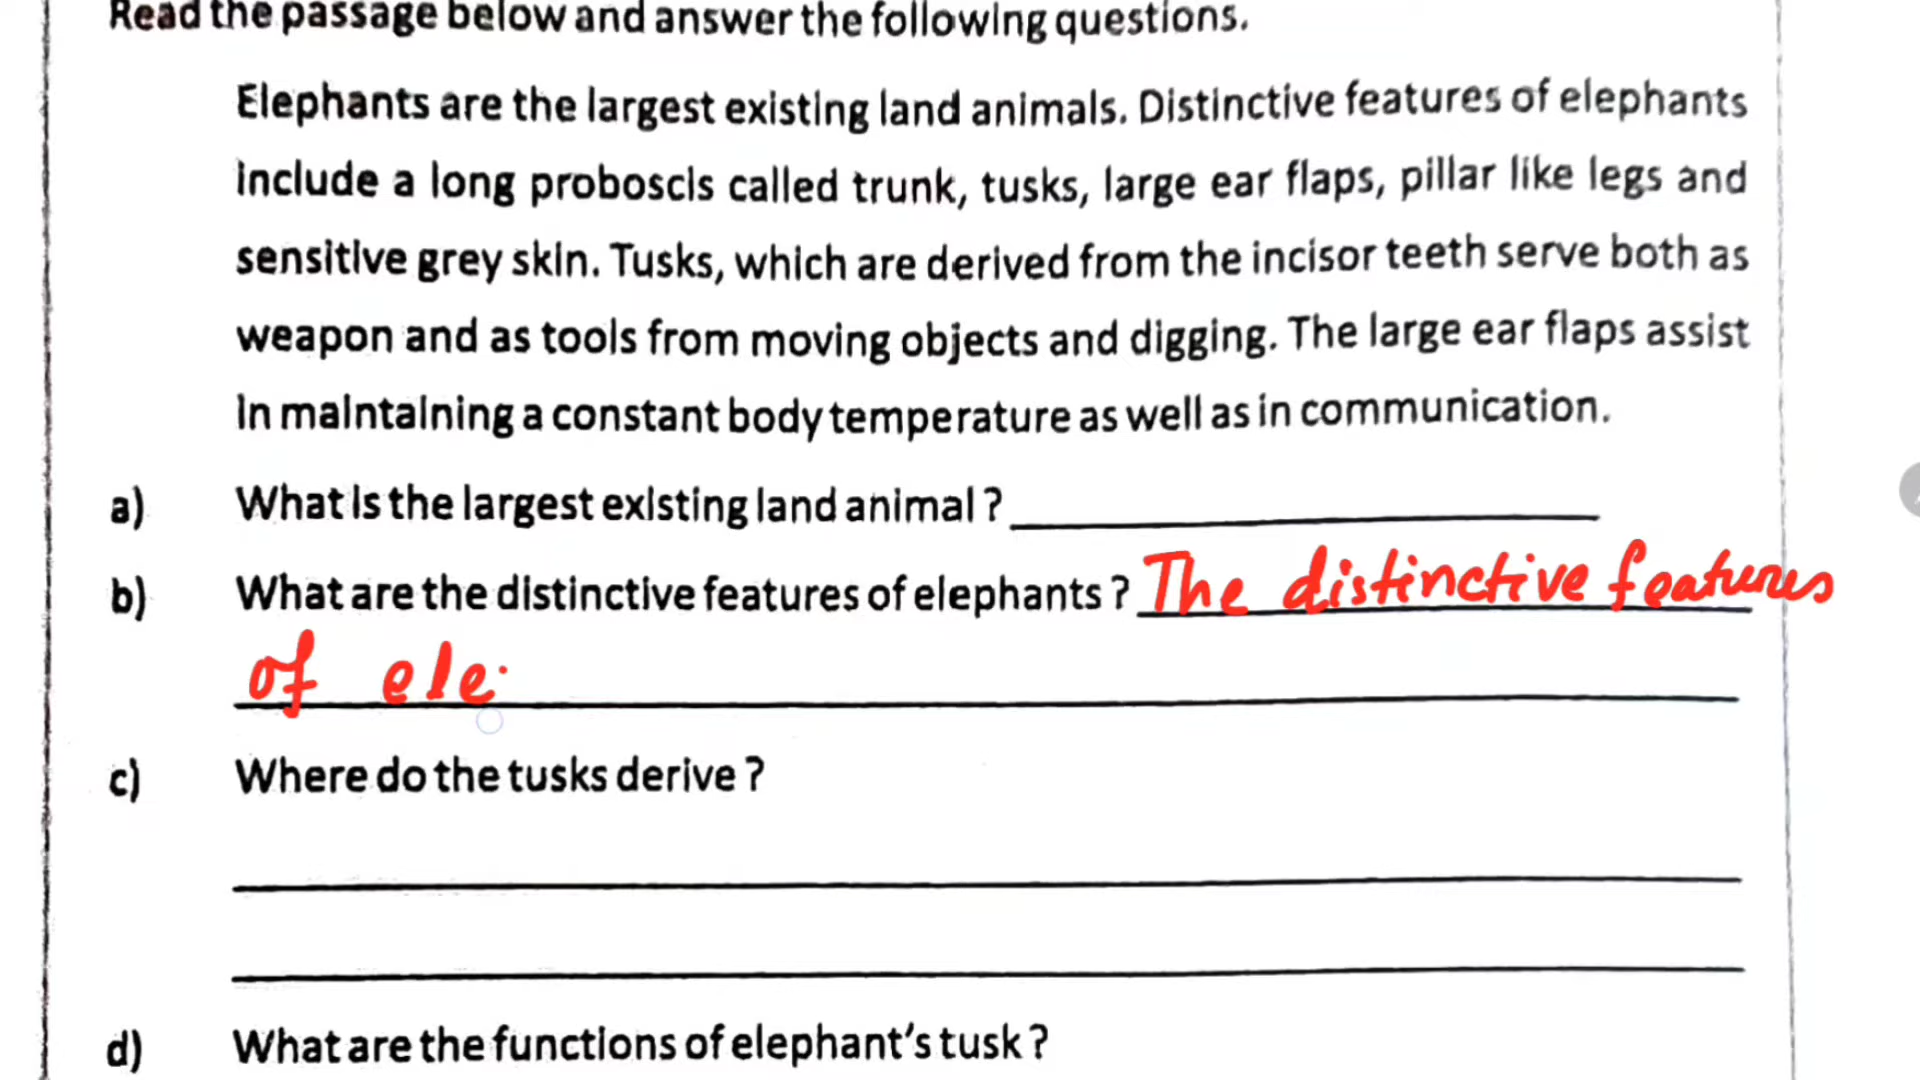 Read the passage below and answer the following questions.
Elephants are the largest existing land animals. Distinctive features of elephants
include a long proboscis called trunk, tusks, large ear flaps, pillar like legs and
sensitive grey skin. Tusks, which are derived from the incisor teeth serve both as
weapon and as tools from moving objects and digging. The large ear flaps assist
in maintaining a constant body temperature as well as in communication.
a) What is the largest existing land animal ?
b) What are the distinctive features of elephants ? The distinctive features
of ele
c) Where do the tusks derive ?
d) What are the functions of elephant's tusk ?